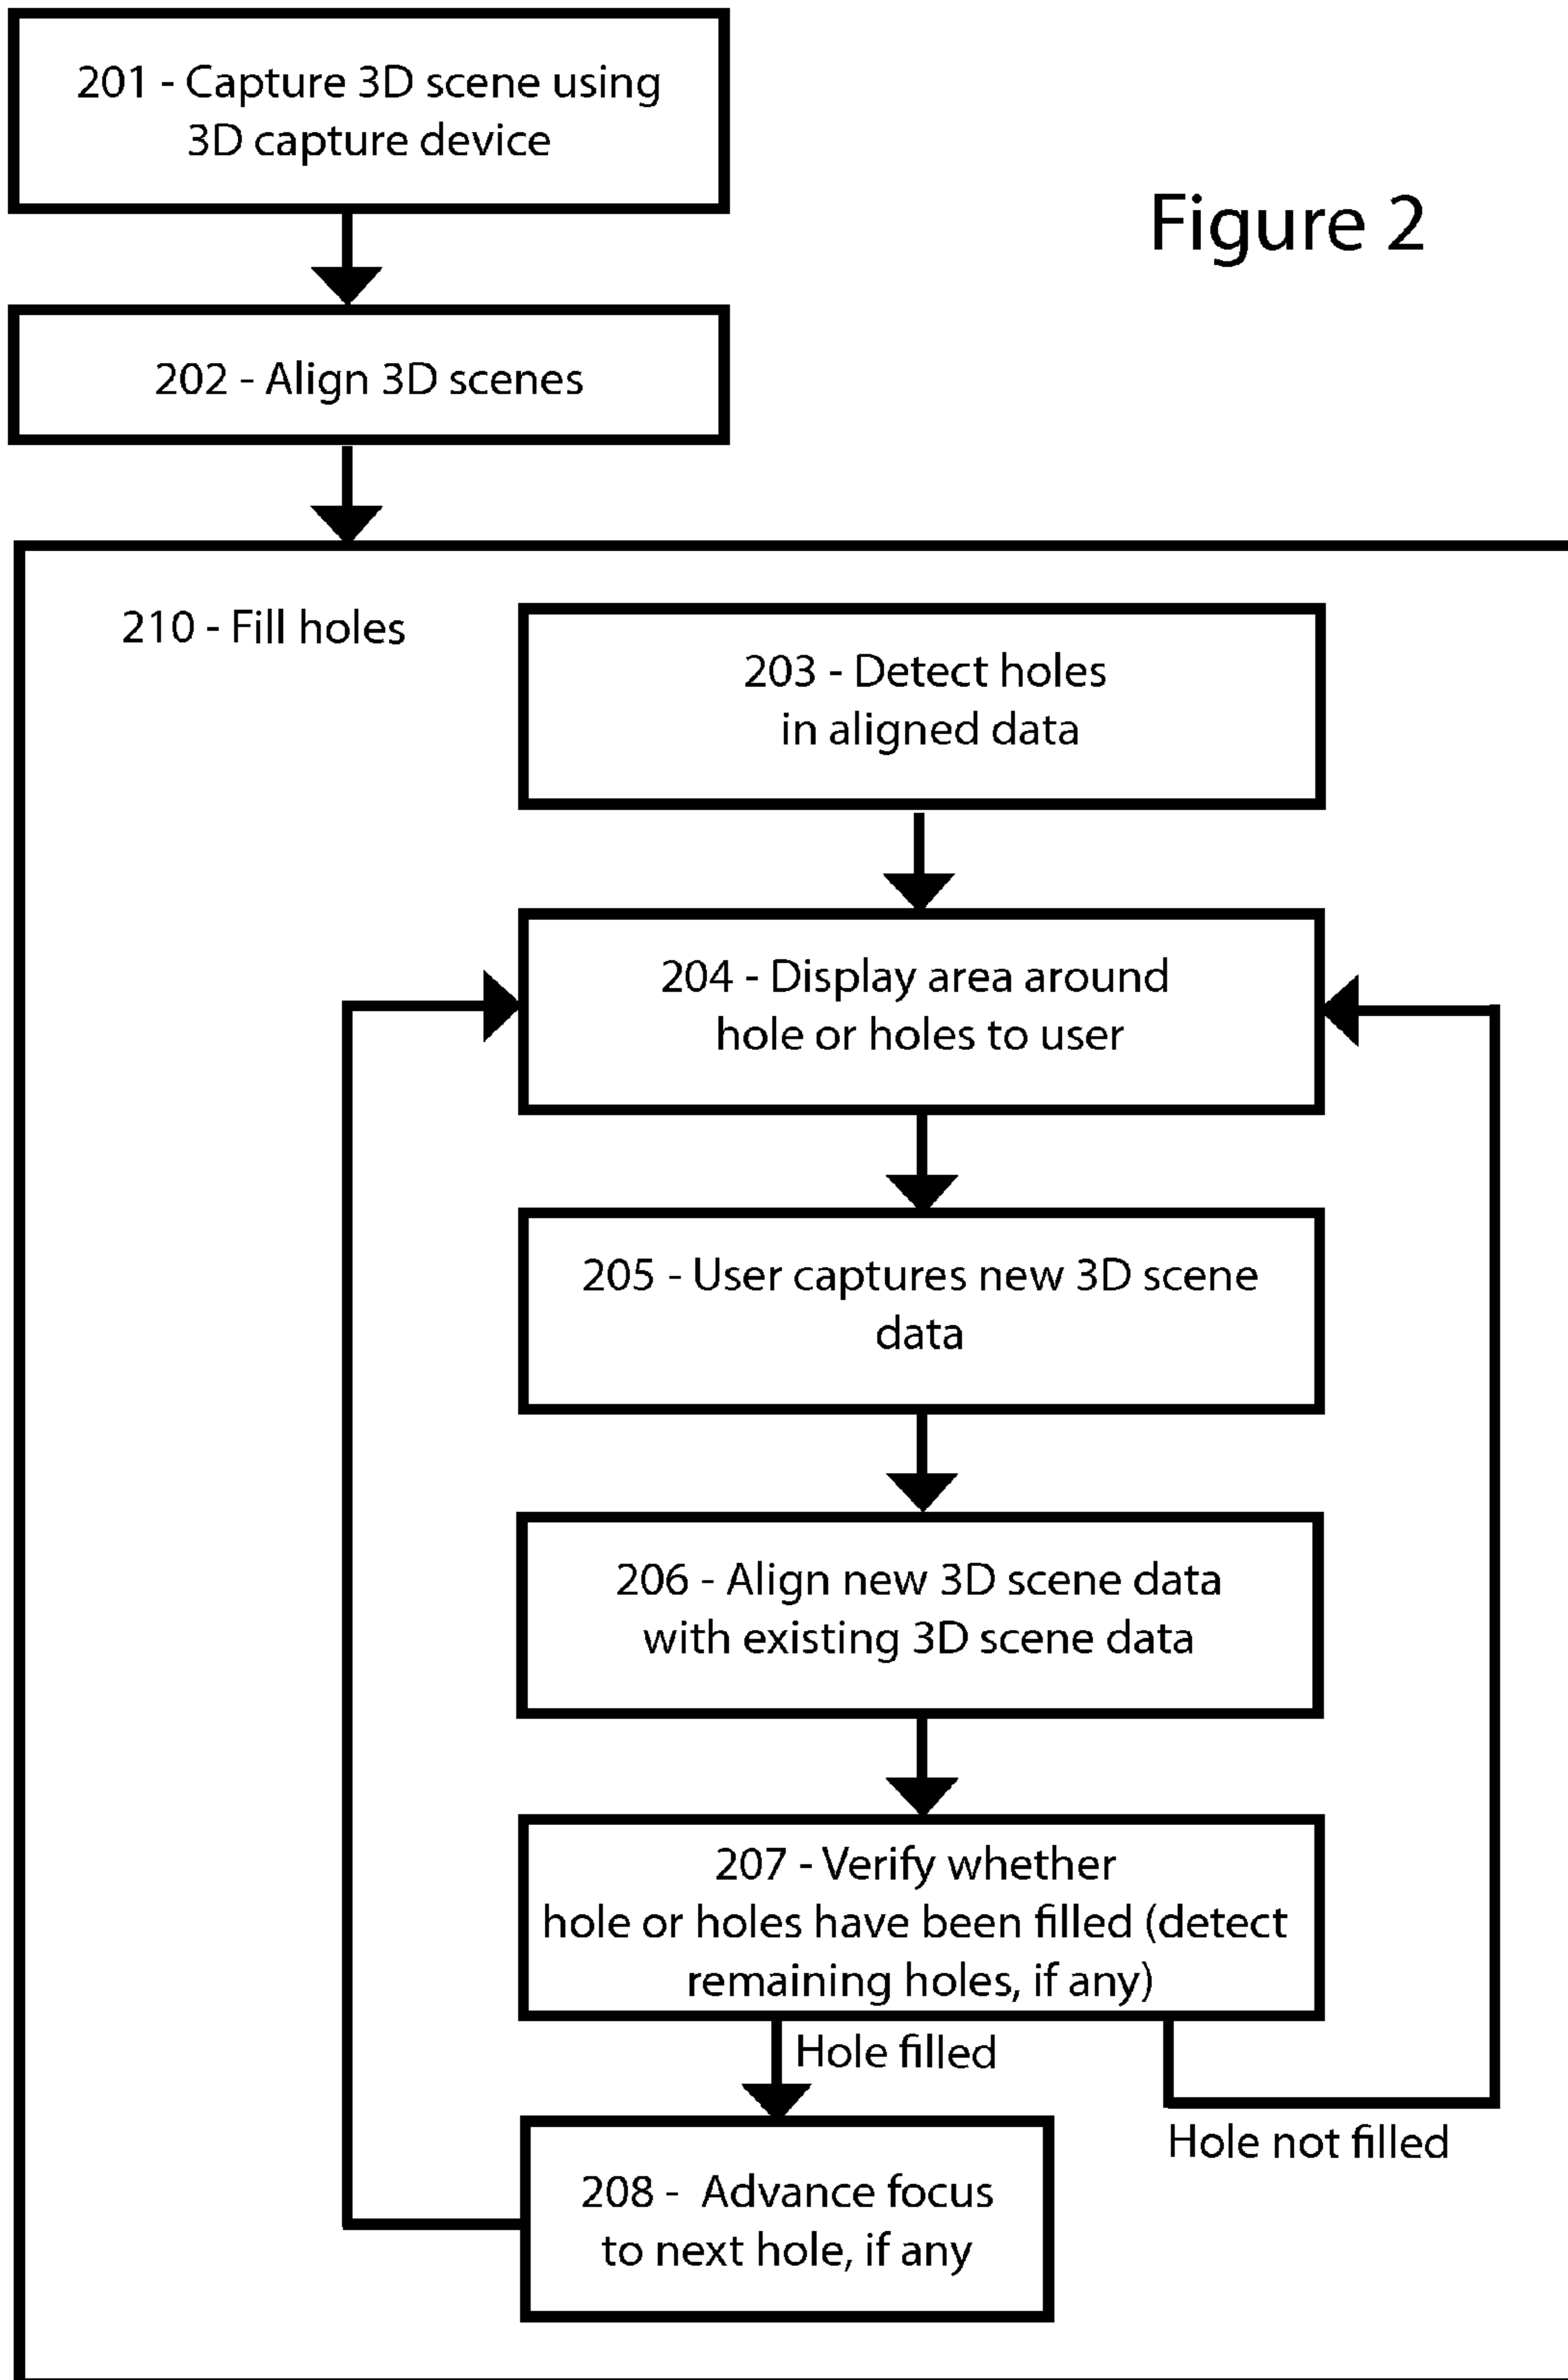 201 - Capture 3D scene using
3D capture device
Figure 2
202 - Align 3D scenes
210 - Fill holes
203 - Detect holes
in aligned data
204 - Display area around
hole or holes to user
205 - User captures new 3D scene
data
206 - Align new 3D scene data
with existing 3D scene data
207 - Verify whether
hole or holes have been filled (detect
remaining holes, if any)
Hole filled
Hole not filled
208 - Advance focus
to next hole, if any